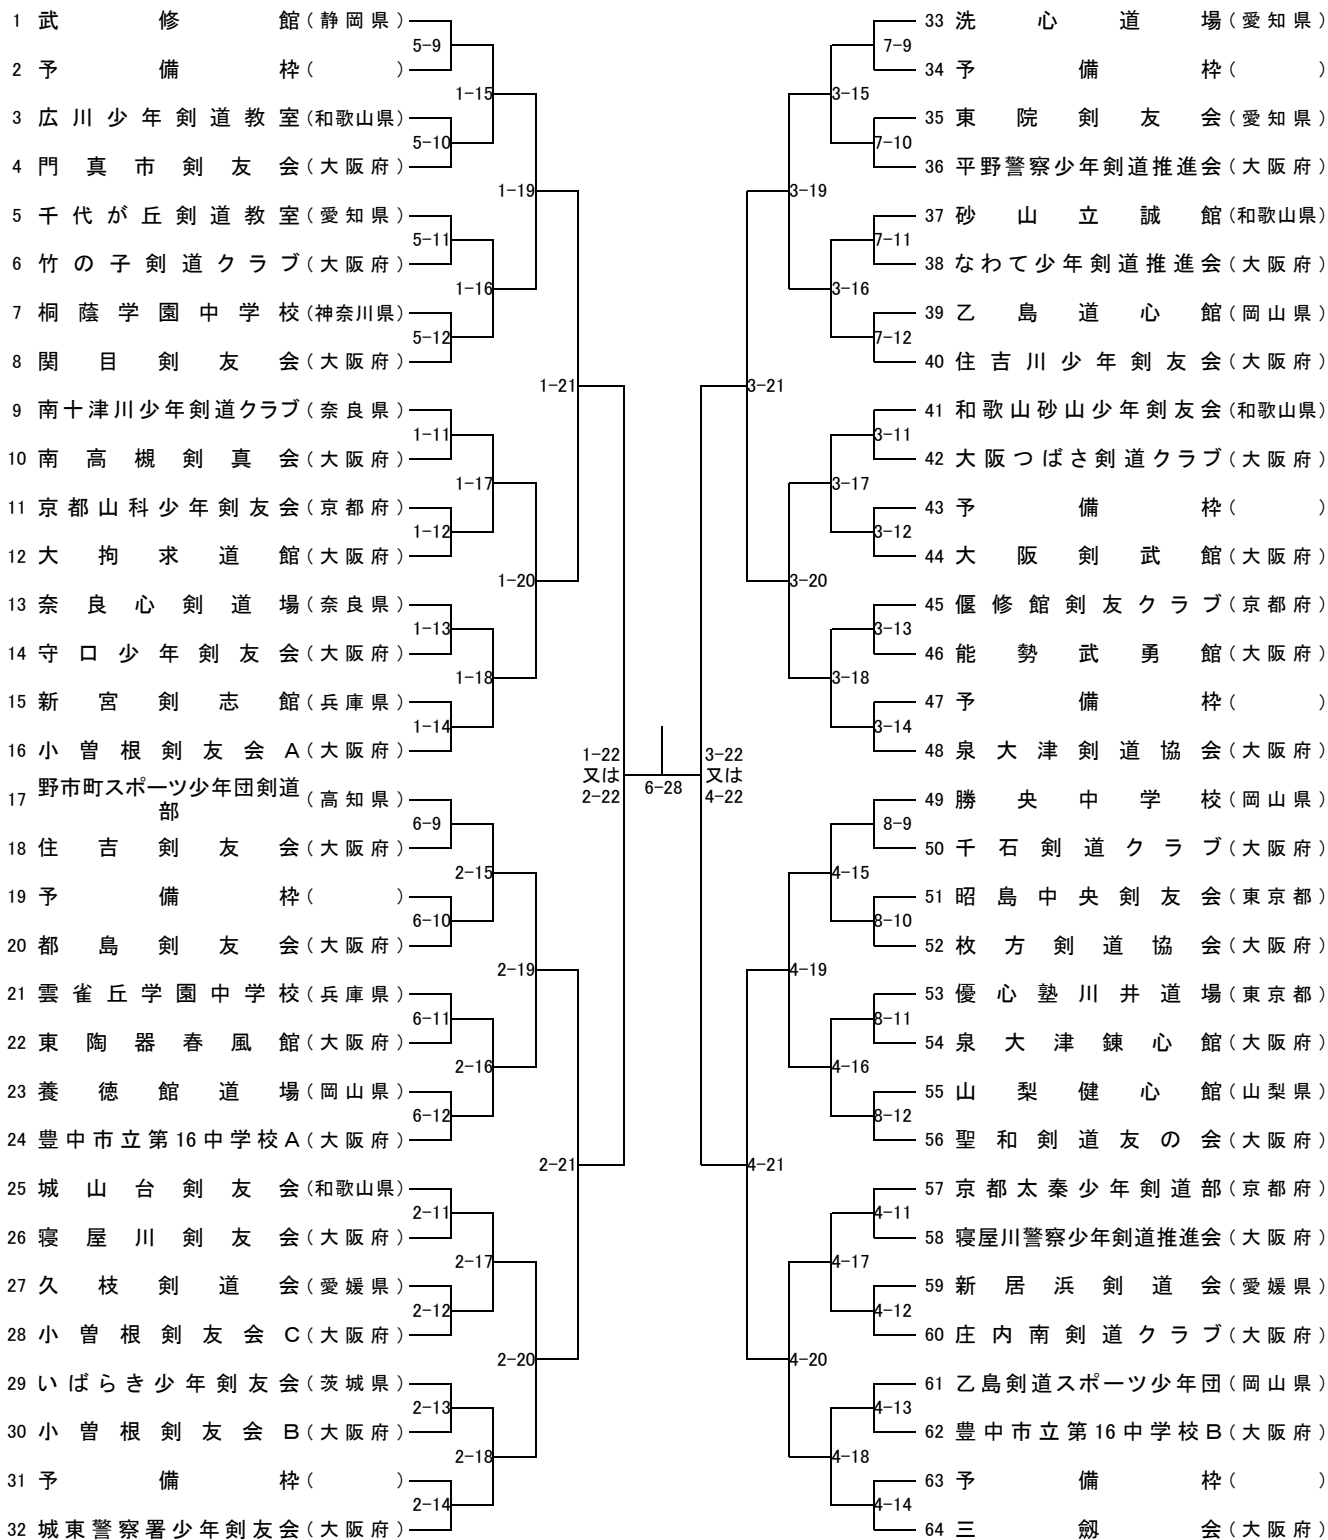 1 武修館 (静岡県)
5-9
2 予備枠 ( )
1-15
3 広川少年剣道教室 (和歌山県)
5-10
4 門真市剣友会 (大阪府)
1-19
5 千代が丘剣道教室 (愛知県)
5-11
6 竹の子剣道クラブ (大阪府)
1-16
7 桐蔭学園中学校 (神奈川県)
5-12
8 関目剣友会 (大阪府)
1-21
9 南十津川少年剣道クラブ (奈良県)
1-11
10 南高槻剣真会 (大阪府)
1-17
11 京都山科少年剣友会 (京都府)
1-12
12 大拘求道館 (大阪府)
1-20
13 奈良心剣道場 (奈良県)
1-13
14 守口少年剣友会 (大阪府)
1-18
15 新宮剣志館 (兵庫県)
1-14
16 小曽根剣友会A (大阪府)
1-22
又は
2-22
17 野市町スポーツ少年団剣道部 (高知県)
6-9
18 住吉剣友会 (大阪府)
2-15
19 予備枠 ( )
6-10
20 都島剣友会 (大阪府)
2-19
21 雲雀丘学園中学校 (兵庫県)
6-11
22 東陶器春風館 (大阪府)
2-16
23 養徳館道場 (岡山県)
6-12
24 豊中市立第16中学校A (大阪府)
2-21
25 城山台剣友会 (和歌山県)
2-11
26 寝屋川剣友会 (大阪府)
2-17
27 久枝剣道会 (愛媛県)
2-12
28 小曽根剣友会C (大阪府)
2-20
29 いばらき少年剣友会 (茨城県)
2-13
30 小曽根剣友会B (大阪府)
2-18
31 予備枠 ( )
2-14
32 城東警察署少年剣友会 (大阪府)
6-28
33 洗心道場 (愛知県)
7-9
34 予備枠 ( )
3-15
35 東院剣友会 (愛知県)
7-10
36 平野警察少年剣道推進会 (大阪府)
3-19
37 砂山立誠館 (和歌山県)
7-11
38 なわて少年剣道推進会 (大阪府)
3-16
39 乙島道心館 (岡山県)
7-12
40 住吉川少年剣友会 (大阪府)
3-21
41 和歌山砂山少年剣友会 (和歌山県)
3-11
42 大阪つばさ剣道クラブ (大阪府)
3-17
43 予備枠 ( )
3-12
44 大阪剣武館 (大阪府)
3-20
45 偃修館剣友クラブ (京都府)
3-13
46 能勢武勇館 (大阪府)
3-18
47 予備枠 ( )
3-14
48 泉大津剣道協会 (大阪府)
3-22
又は
4-22
49 勝央中学校 (岡山県)
8-9
50 千石剣道クラブ (大阪府)
4-15
51 昭島中央剣友会 (東京都)
8-10
52 枚方剣道協会 (大阪府)
4-19
53 優心塾川井道場 (東京都)
8-11
54 泉大津錬心館 (大阪府)
4-16
55 山梨健心館 (山梨県)
8-12
56 聖和剣道友の会 (大阪府)
4-21
57 京都太秦少年剣道部 (京都府)
4-11
58 寝屋川警察少年剣道推進会 (大阪府)
4-17
59 新居浜剣道会 (愛媛県)
4-12
60 庄内南剣道クラブ (大阪府)
4-20
61 乙島剣道スポーツ少年団 (岡山県)
4-13
62 豊中市立第16中学校B (大阪府)
4-18
63 予備枠 ( )
4-14
64 三劔会 (大阪府)